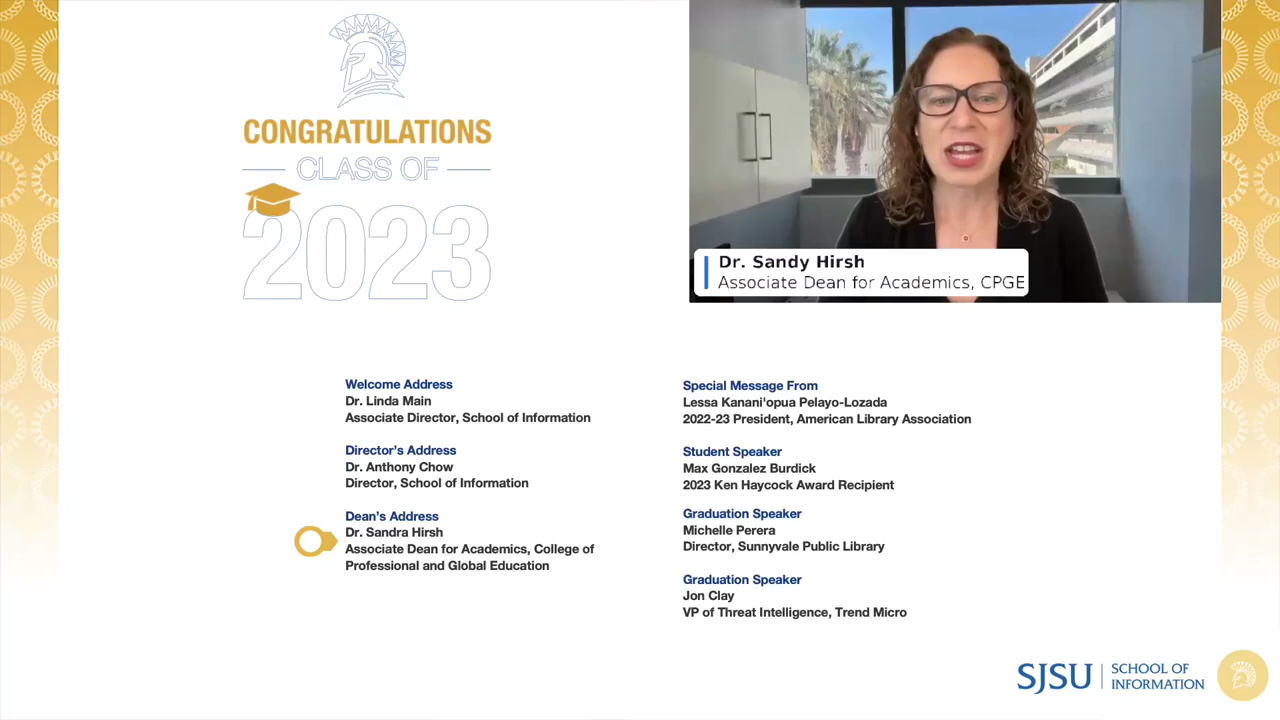 CONGRATULATIONS
CLASS OF
2023
Dr. Sandy Hirsh
Associate Dean for Academics, CPGE
Welcome Address
Dr. Linda Main
Associate Director, School of Information
Director's Address
Dr. Anthony Chow
Director, School of Information
Dean's Address
Dr. Sandra Hirsh
Associate Dean for Academics, College of
Professional and Global Education
Special Message From
Lessa Kanani'opua Pelayo-Lozada
2022-23 President, American Library Association
Student Speaker
Max Gonzalez Burdick
2023 Ken Haycock Award Recipient
Graduation Speaker
Michelle Perera
Director, Sunnyvale Public Library
Graduation Speaker
Jon Clay
VP of Threat Intelligence, Trend Micro
SJSU
SCHOOL OF
INFORMATION